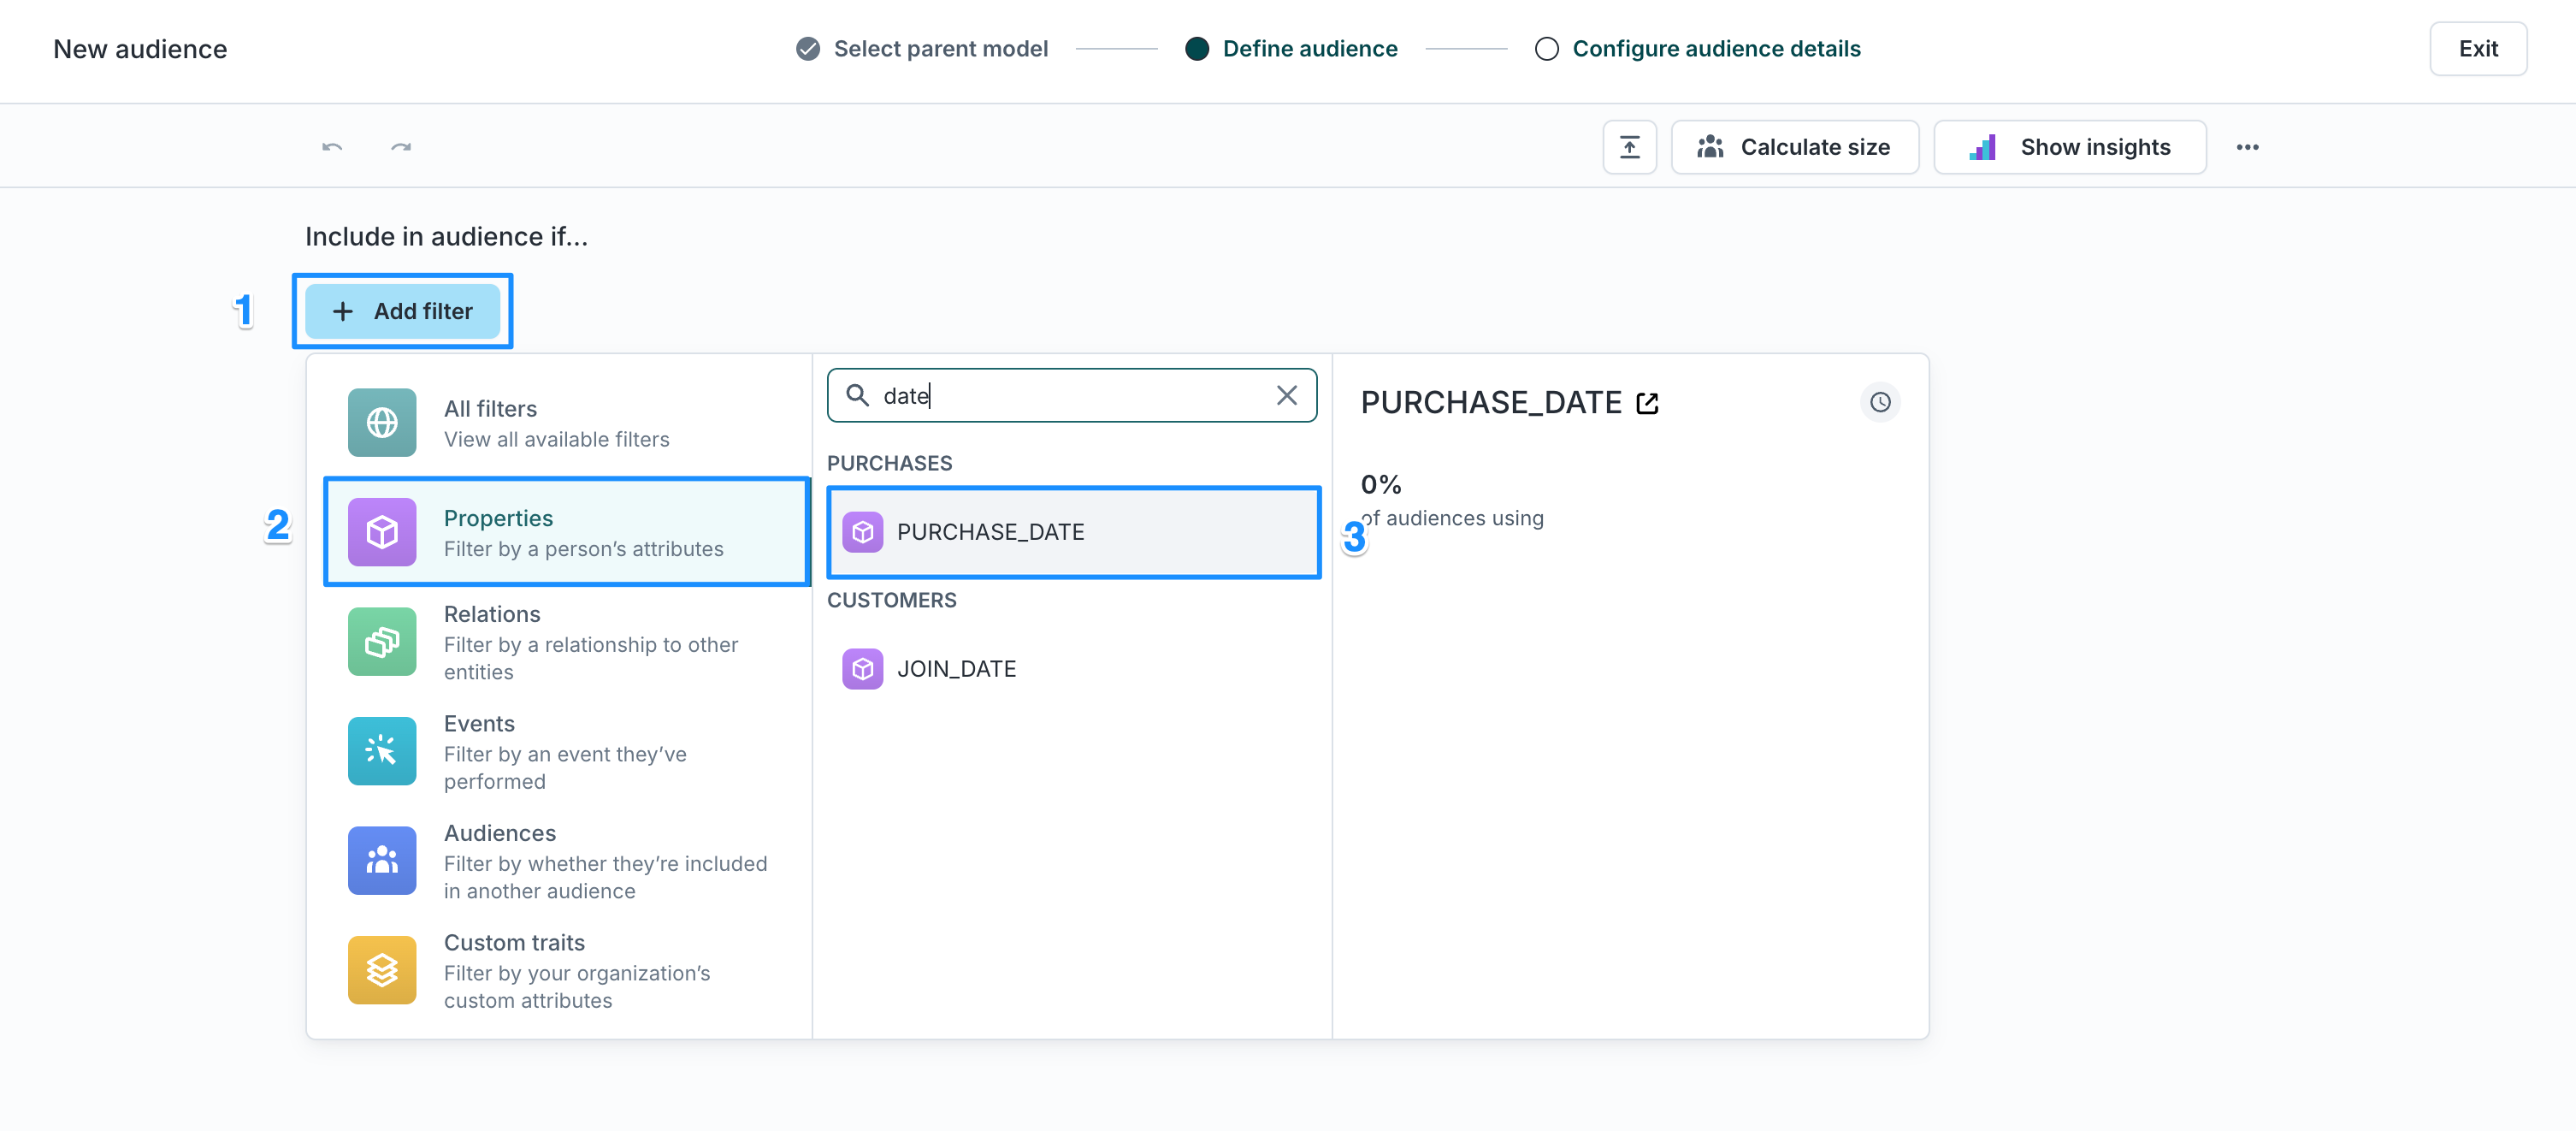 New audience
Select parent model
Define audience
Configure audience details
Exit
Calculate size
Show insights
Include in audience if...
1
+ Add filter
All filters
View all available filters
2
Properties
Filter by a person’s attributes
Relations
Filter by a relationship to other
entities
Events
Filter by an event they’ve
performed
Audiences
Filter by whether they’re included
in another audience
Custom traits
Filter by your organization’s
custom attributes
date
PURCHASES
PURCHASE_DATE
3
CUSTOMERS
JOIN_DATE
PURCHASE_DATE
0%
of audiences using